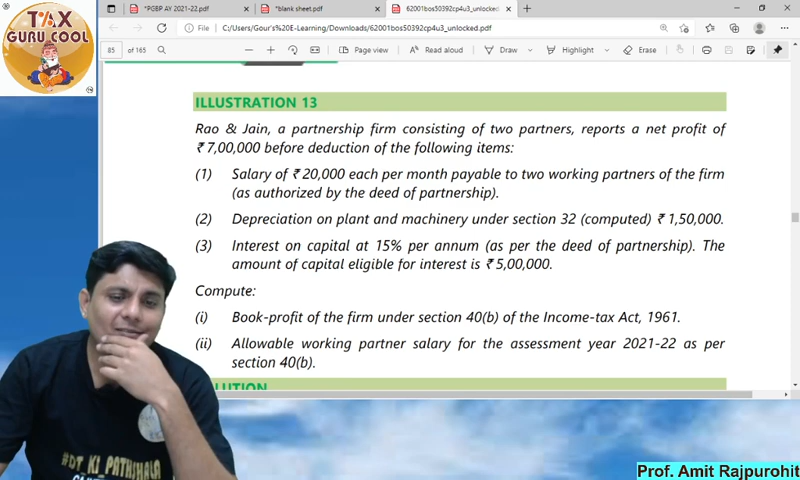 TAX
GURU COOL
*PGBP AY 2021-22.pdf
*blank sheet.pdf
62001bos50392cp4u3_unlocked.pdf
File | C:/Users/Gour's%20E-Learning/Downloads/62001bos50392cp4u3_unlocked.pdf
85 of 165
Page view
Read aloud
Draw
Highlight
Erase
ILLUSTRATION 13
Rao & Jain, a partnership firm consisting of two partners, reports a net profit of
₹ 7,00,000 before deduction of the following items:
(1) Salary of ₹ 20,000 each per month payable to two working partners of the firm
(as authorized by the deed of partnership).
(2) Depreciation on plant and machinery under section 32 (computed) ₹ 1,50,000.
(3) Interest on capital at 15% per annum (as per the deed of partnership). The
amount of capital eligible for interest is ₹ 5,00,000.
Compute:
(i) Book-profit of the firm under section 40(b) of the Income-tax Act, 1961.
(ii) Allowable working partner salary for the assessment year 2021-22 as per
section 40(b).
#DT KI PATHSHALA
Prof. Amit Rajpurohit